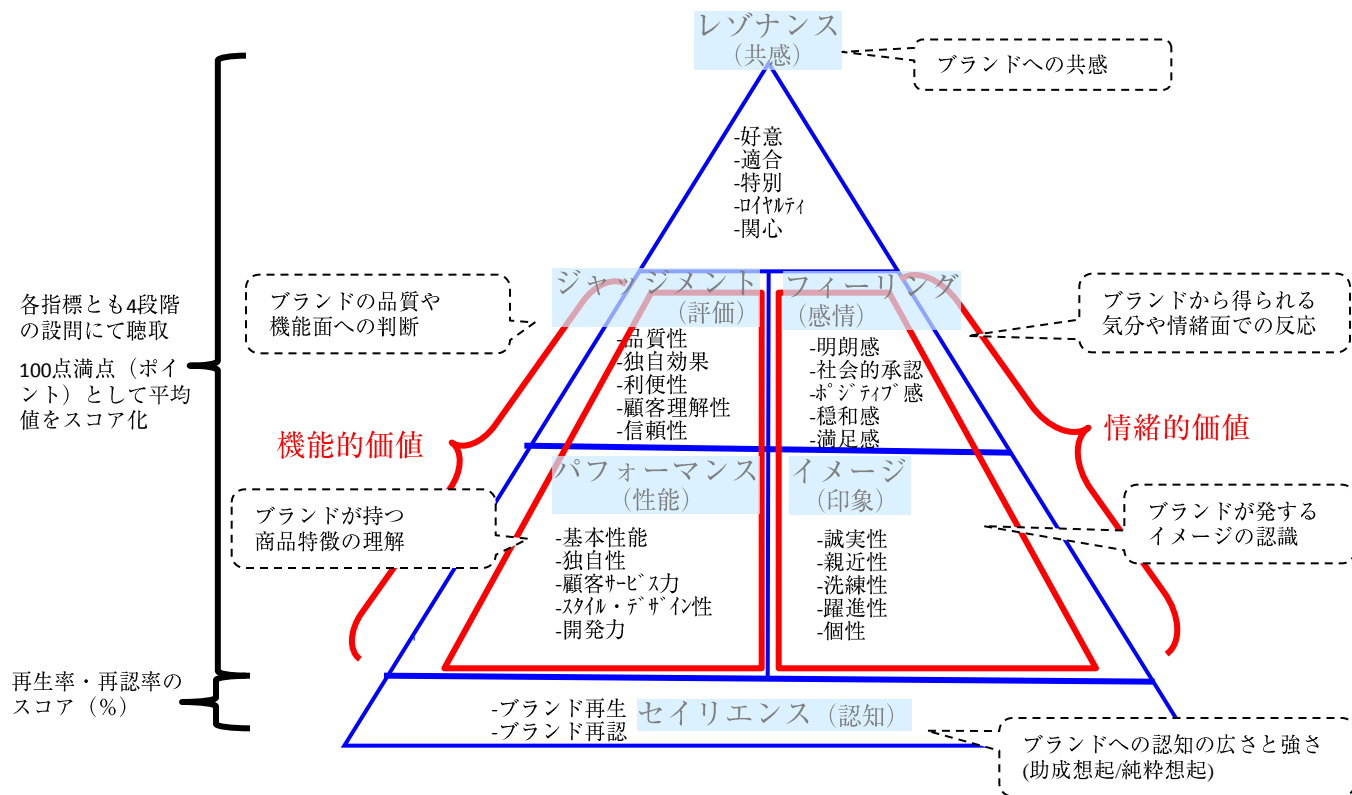 レゾナンス
（共感）
ブランドへの共感
-好意
-適合
-特別
-ﾛｲﾔﾙﾃｨ
-関心
ジャッジメント
（評価）
フィーリング
（感情）
ブランドの品質や
機能面への判断
ブランドから得られる
気分や情緒面での反応
各指標とも4段階
の設問にて聴取
100点満点（ポイ
ント）として平均
値をスコア化
-品質性
-独自効果
-利便性
-顧客理解性
-信頼性
-明朗感
-社会的承認
-ﾎﾟｼﾞﾃｨﾌﾞ感
-穏和感
-満足感
機能的価値
情緒的価値
パフォーマンス
（性能）
イメージ
（印象）
ブランドが持つ
商品特徴の理解
ブランドが発する
イメージの認識
-基本性能
-独自性
-顧客ｻｰﾋﾞｽ力
-ｽﾀｲﾙ・ﾃﾞｻﾞｲﾝ性
-開発力
-誠実性
-親近性
-洗練性
-躍進性
-個性
再生率・再認率の
スコア（％）
-ブランド再生
-ブランド再認
セイリエンス（認知）
ブランドへの認知の広さと強さ
(助成想起/純粋想起)